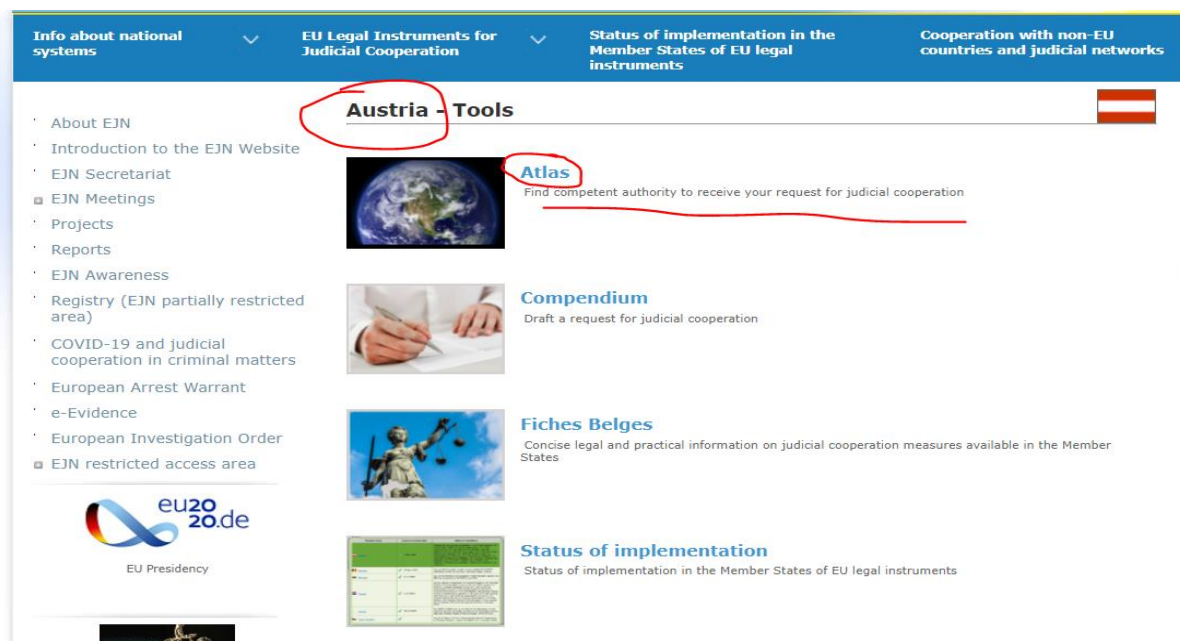 Info about national
systems
EU Legal Instruments for
Judicial Cooperation
Status of implementation in the
Member States of EU legal
instruments
Cooperation with non-EU
countries and judicial networks
About EJN
Introduction to the EJN Website
EJN Secretariat
EJN Meetings
Projects
Reports
EJN Awareness
Registry (EJN partially restricted
area)
COVID-19 and judicial
cooperation in criminal matters
European Arrest Warrant
e-Evidence
European Investigation Order
EJN restricted access area
eu20
20.de
EU Presidency
Austria - Tools
Atlas
Find competent authority to receive your request for judicial cooperation
Compendium
Draft a request for judicial cooperation
Fiches Belges
Concise legal and practical information on judicial cooperation measures available in the Member
States
Status of implementation
Status of implementation in the Member States of EU legal instruments